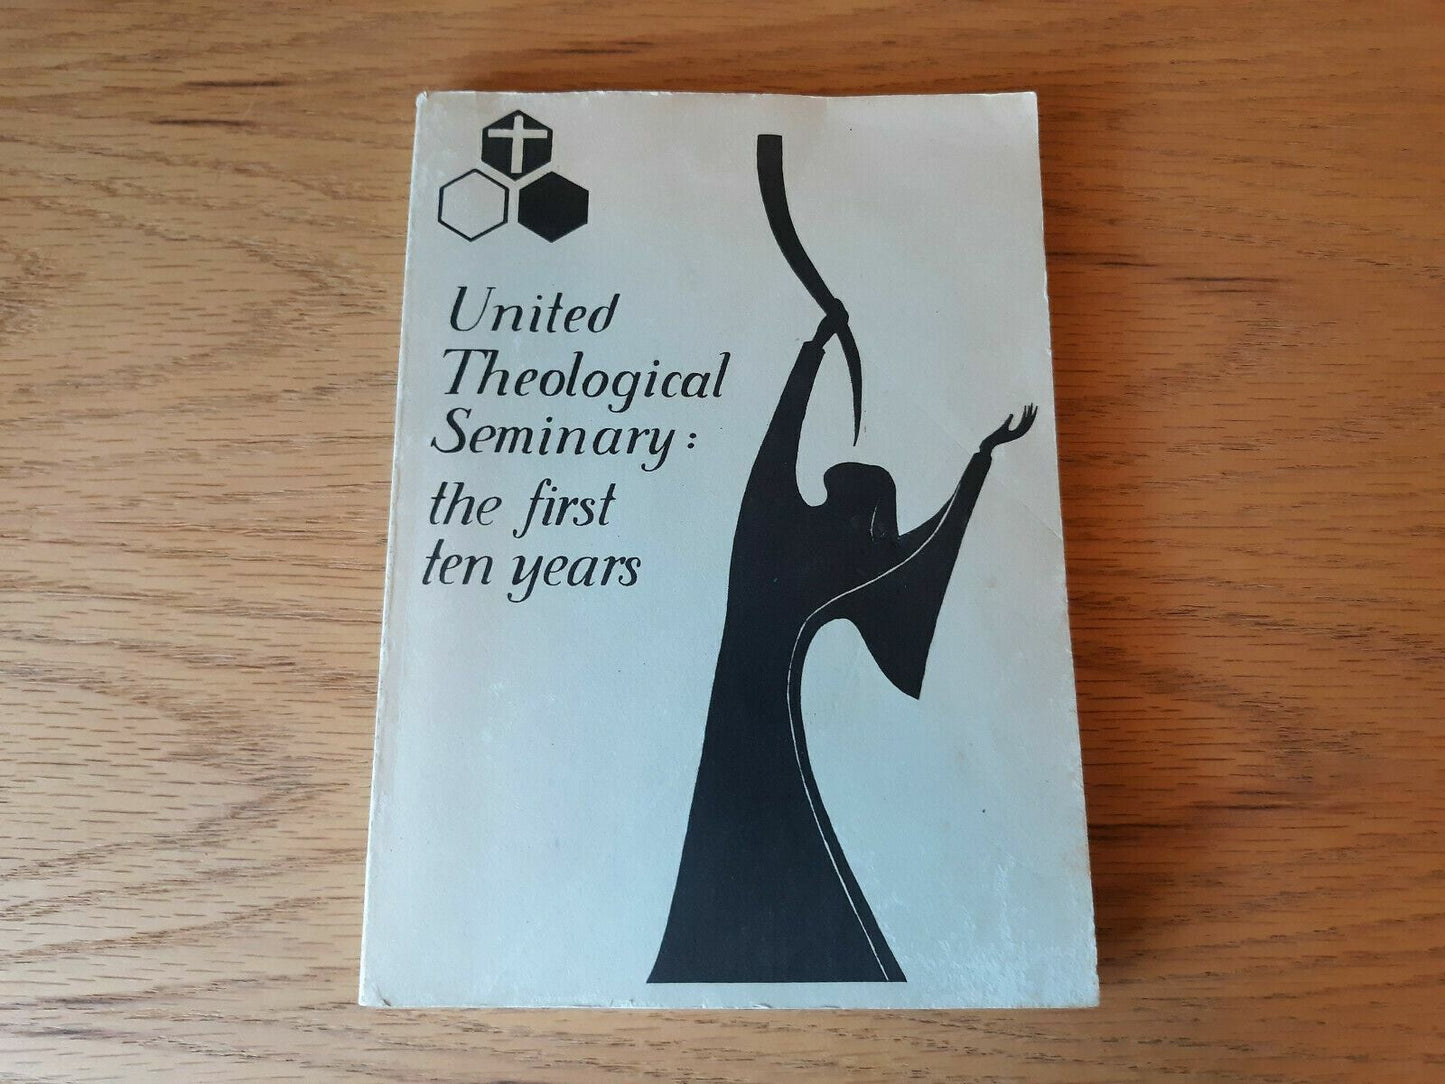 United
Theological
Seminary:
the first
ten years